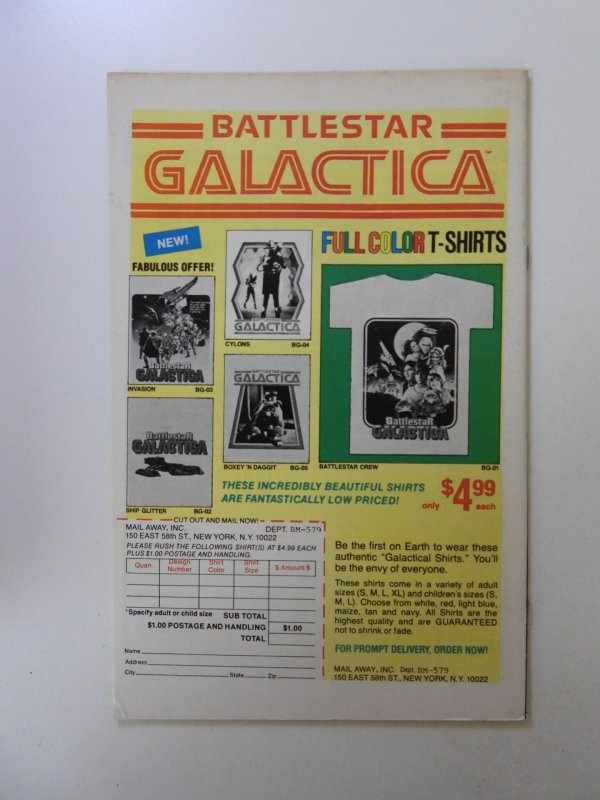 BATTLESTAR
GALACTICA™
NEW!
FABULOUS OFFER!
FULL COLOR T-SHIRTS
GALACTICA
CYLONS BG-04
BattlestaR
GALACTICA
INVASION BG-03
BATTLESTAR
GALACTICA
BOXEY 'N DAGGIT BG-05
BattlestaR
GALACTICA
SHIP GLITTER BG-02
BattlestaR
GALACTICA
BATTLESTAR CREW BG-01
THESE INCREDIBLY BEAUTIFUL SHIRTS
ARE FANTASTICALLY LOW PRICED!
only $4.99 each
CUT OUT AND MAIL NOW!
MAIL AWAY, INC. DEPT. BM-579
150 EAST 58th ST., NEW YORK, N.Y. 10022
PLEASE RUSH THE FOLLOWING SHIRT(S) AT $4.99 EACH
PLUS $1.00 POSTAGE AND HANDLING.
Quan. Design Number Shirt Color Shirt Size $ Amount $
*Specify adult or child size SUB TOTAL
$1.00 POSTAGE AND HANDLING $1.00
TOTAL
Name
Address
City State Zip
Be the first on Earth to wear these
authentic "Galactical Shirts." You'll
be the envy of everyone.
These shirts come in a variety of adult
sizes (S, M, L, XL) and children's sizes (S,
M, L). Choose from white, red, light blue,
maize, tan and navy. All Shirts are the
highest quality and are GUARANTEED
not to shrink or fade.
FOR PROMPT DELIVERY, ORDER NOW!
MAIL AWAY, INC. Dept. BM-579
150 EAST 58th ST., NEW YORK, N.Y. 10022